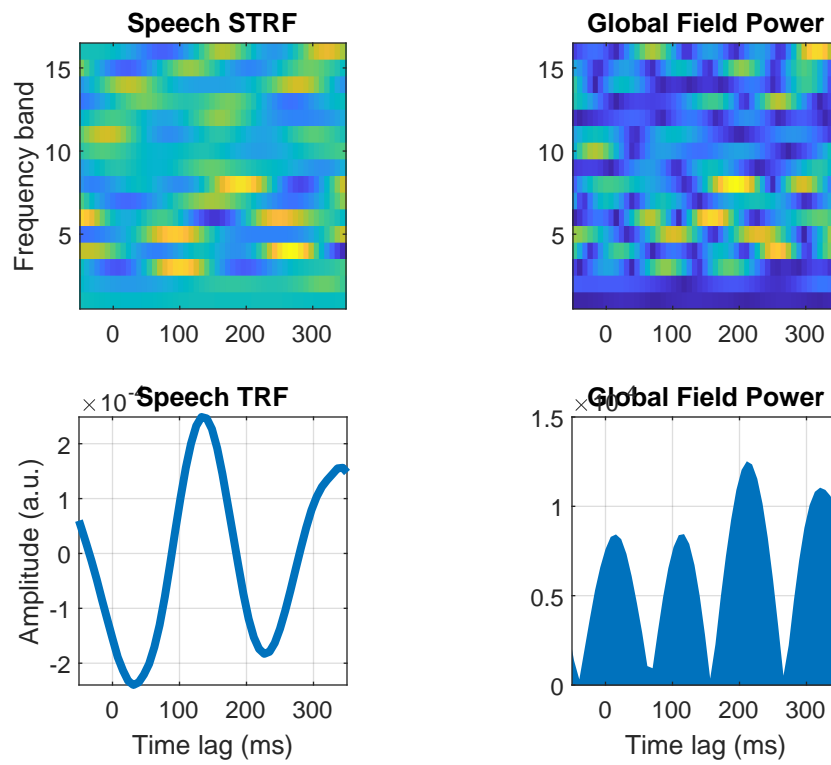 Speech STRF
Global Field Power
Frequency band
15
10
5
0 100 200 300
15
10
5
0 100 200 300
Speech TRF
× 10-4
Global Field Power
Amplitude (a.u.)
2
1
0
-1
-2
0 100 200 300
Time lag (ms)
1.5
1
0.5
0
0 100 200 300
Time lag (ms)